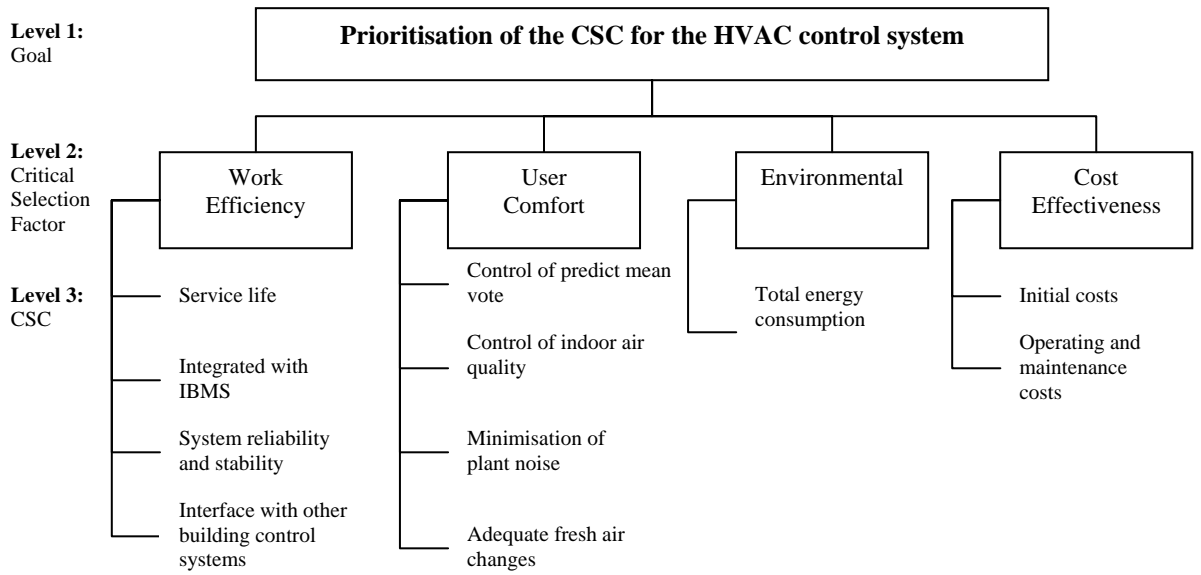 Level 1:
Goal
Prioritisation of the CSC for the HVAC control system
Level 2:
Critical
Selection
Factor
Work
Efficiency
User
Comfort
Environmental
Cost
Effectiveness
Level 3:
CSC
Service life
Integrated with
IBMS
System reliability
and stability
Interface with other
building control
systems
Control of predict mean
vote
Control of indoor air
quality
Minimisation of
plant noise
Adequate fresh air
changes
Total energy
consumption
Initial costs
Operating and
maintenance
costs